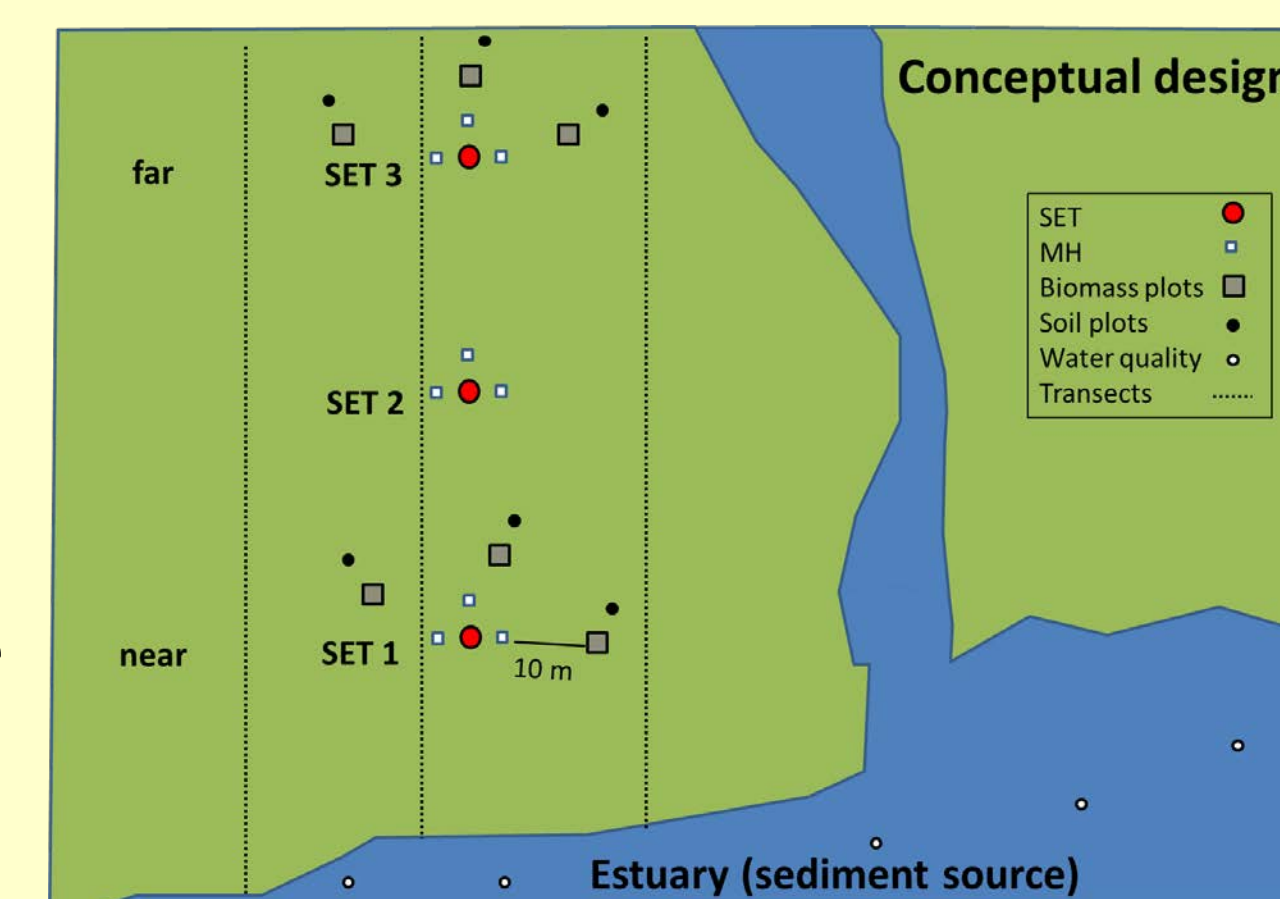 Conceptual design
far
SET 3
SET
MH
Biomass plots
Soil plots
Water quality
Transects
SET 2
near
SET 1
10 m
Estuary (sediment source)